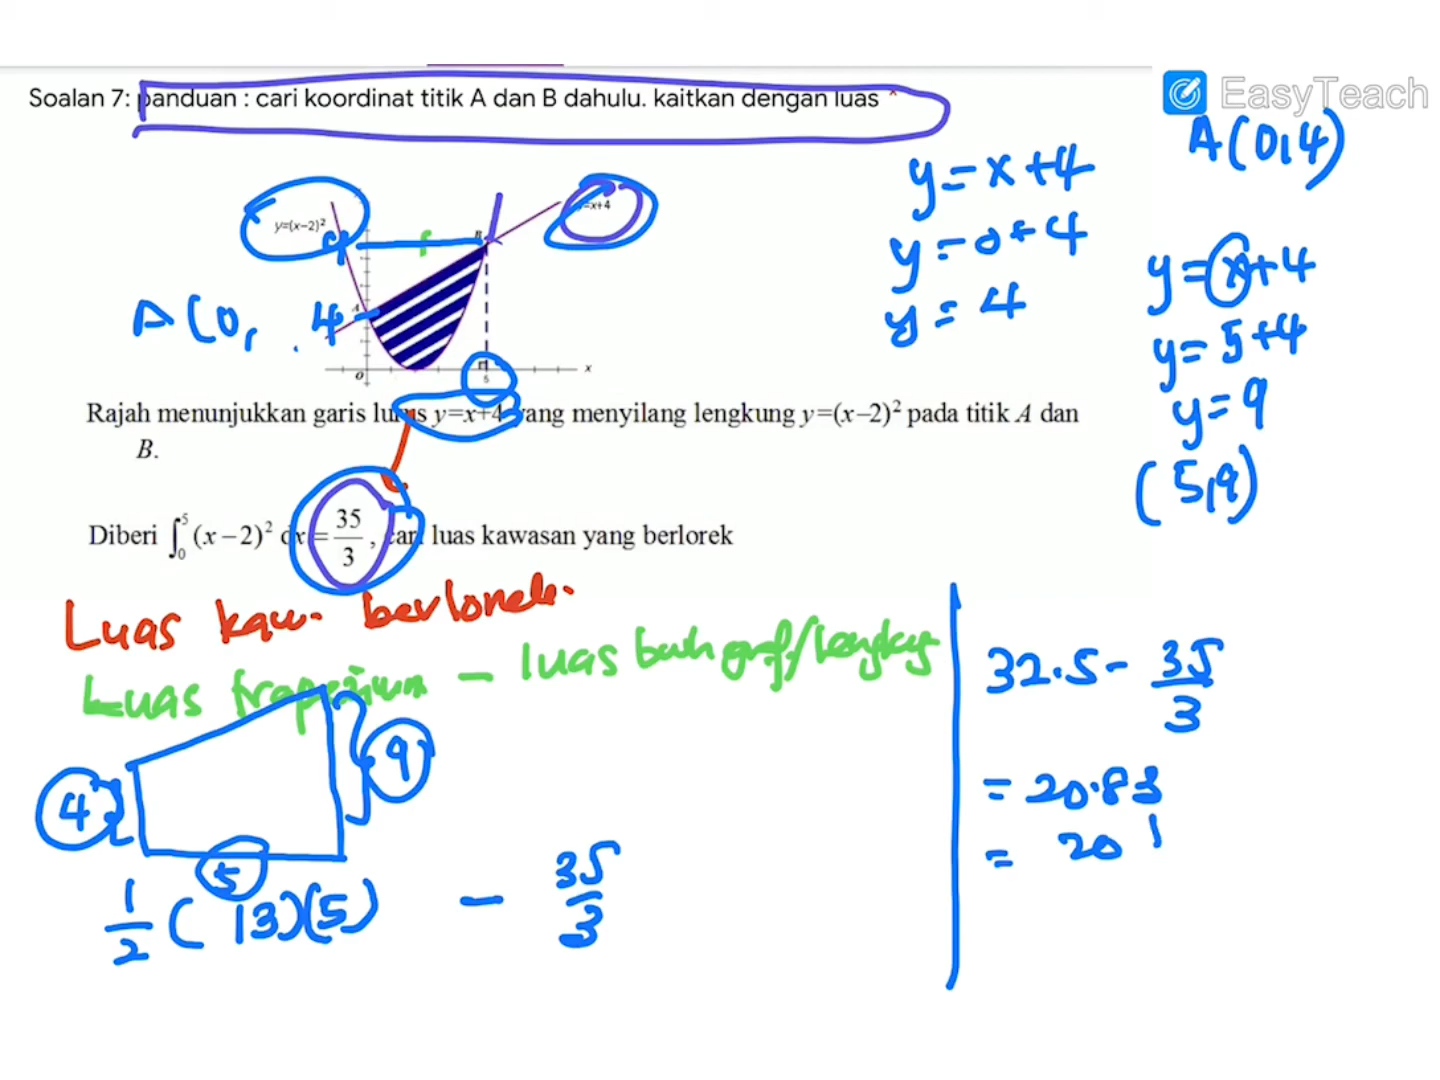 Soalan 7: panduan : cari koordinat titik A dan B dahulu. kaitkan dengan luas *
EasyTeach
A(0,4)
y=x+4
y=0+4
y=4
y=x+4
y=5+4
y=9
(5,9)
y=(x−2)²
=x+4
9
B
A(0, 4
A
O
5
x
Rajah menunjukkan garis lurus y=x+4 yang menyilang lengkung y=(x−2)² pada titik A dan
B.
Diberi ∫₀⁵ (x−2)² dx = 35/3 , cari luas kawasan yang berlorek
Luas kaw. berlorek.
Luas trapezium − luas bawah graf/lengkung
4
9
5
1/2 (13)(5) − 35/3
32.5 − 35/3
= 20.83
= 20